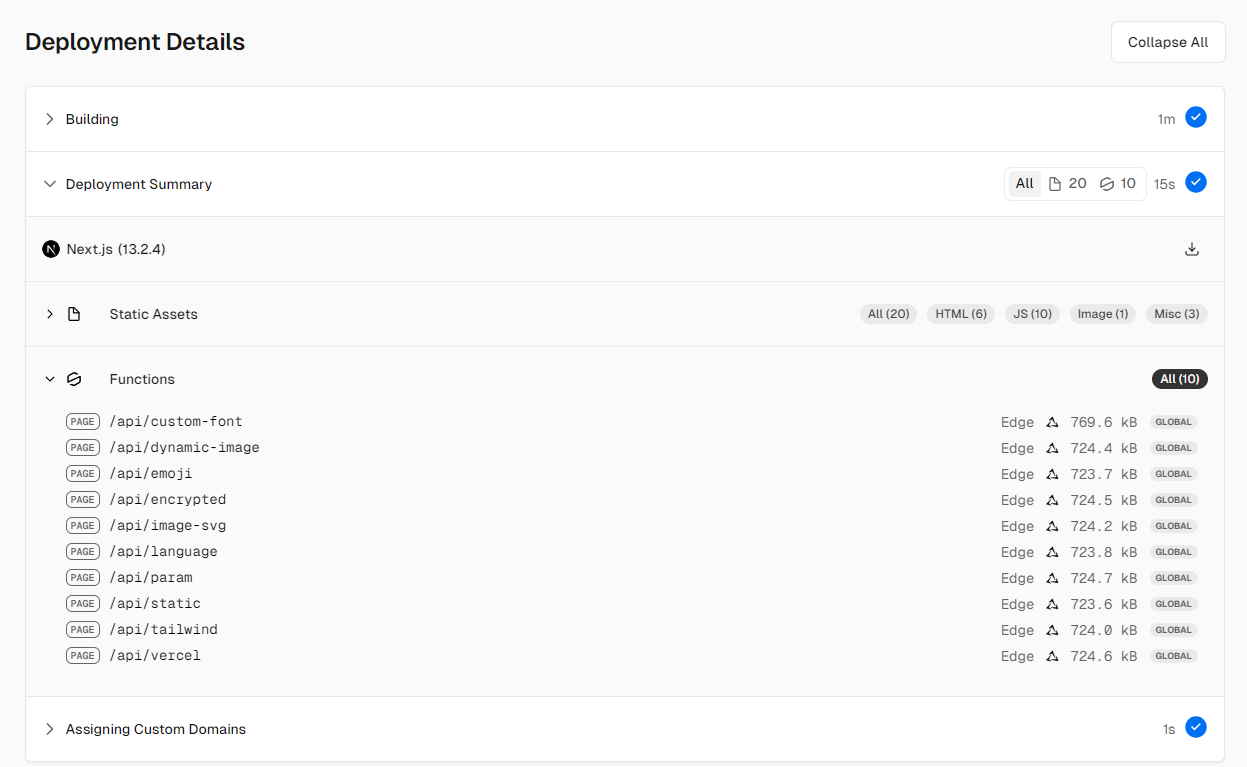 Deployment Details
Collapse All
Building 1m
Deployment Summary All 20 10 15s
N Next.js (13.2.4)
Static Assets All (20) HTML (6) JS (10) Image (1) Misc (3)
Functions All (10)
PAGE /api/custom-font Edge 769.6 kB GLOBAL
PAGE /api/dynamic-image Edge 724.4 kB GLOBAL
PAGE /api/emoji Edge 723.7 kB GLOBAL
PAGE /api/encrypted Edge 724.5 kB GLOBAL
PAGE /api/image-svg Edge 724.2 kB GLOBAL
PAGE /api/language Edge 723.8 kB GLOBAL
PAGE /api/param Edge 724.7 kB GLOBAL
PAGE /api/static Edge 723.6 kB GLOBAL
PAGE /api/tailwind Edge 724.0 kB GLOBAL
PAGE /api/vercel Edge 724.6 kB GLOBAL
Assigning Custom Domains 1s